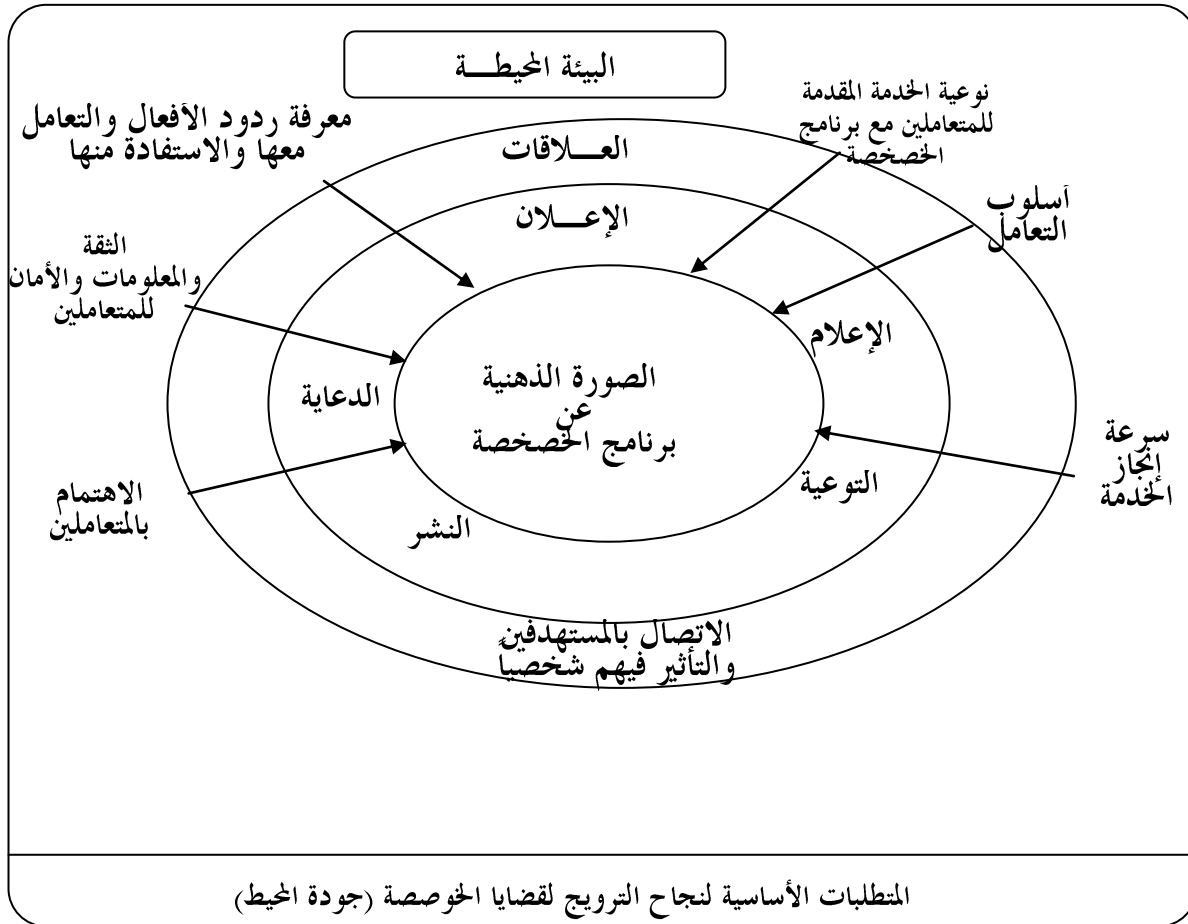 البيئة المحيطـــة
نوعية الخدمة المقدمة
للمتعاملين مع برنامج
الخصخصة
معرفة ردود الأفعال والتعامل
معها والاستفادة منها
العــلاقات
أسلوب
التعامل
الإعـــلان
الثقة
والمعلومات والأمان
للمتعاملين
الإعلام
الصورة الذهنية
عن
برنامج الخصخصة
الدعاية
سرعة
إنجاز
الخدمة
التوعية
الاهتمام
بالمتعاملين
النشر
الاتصال بالمستهدفين
والتأثير فيهم شخصياً
المتطلبات الأساسية لنجاح الترويج لقضايا الخوصصة (جودة المحيط)